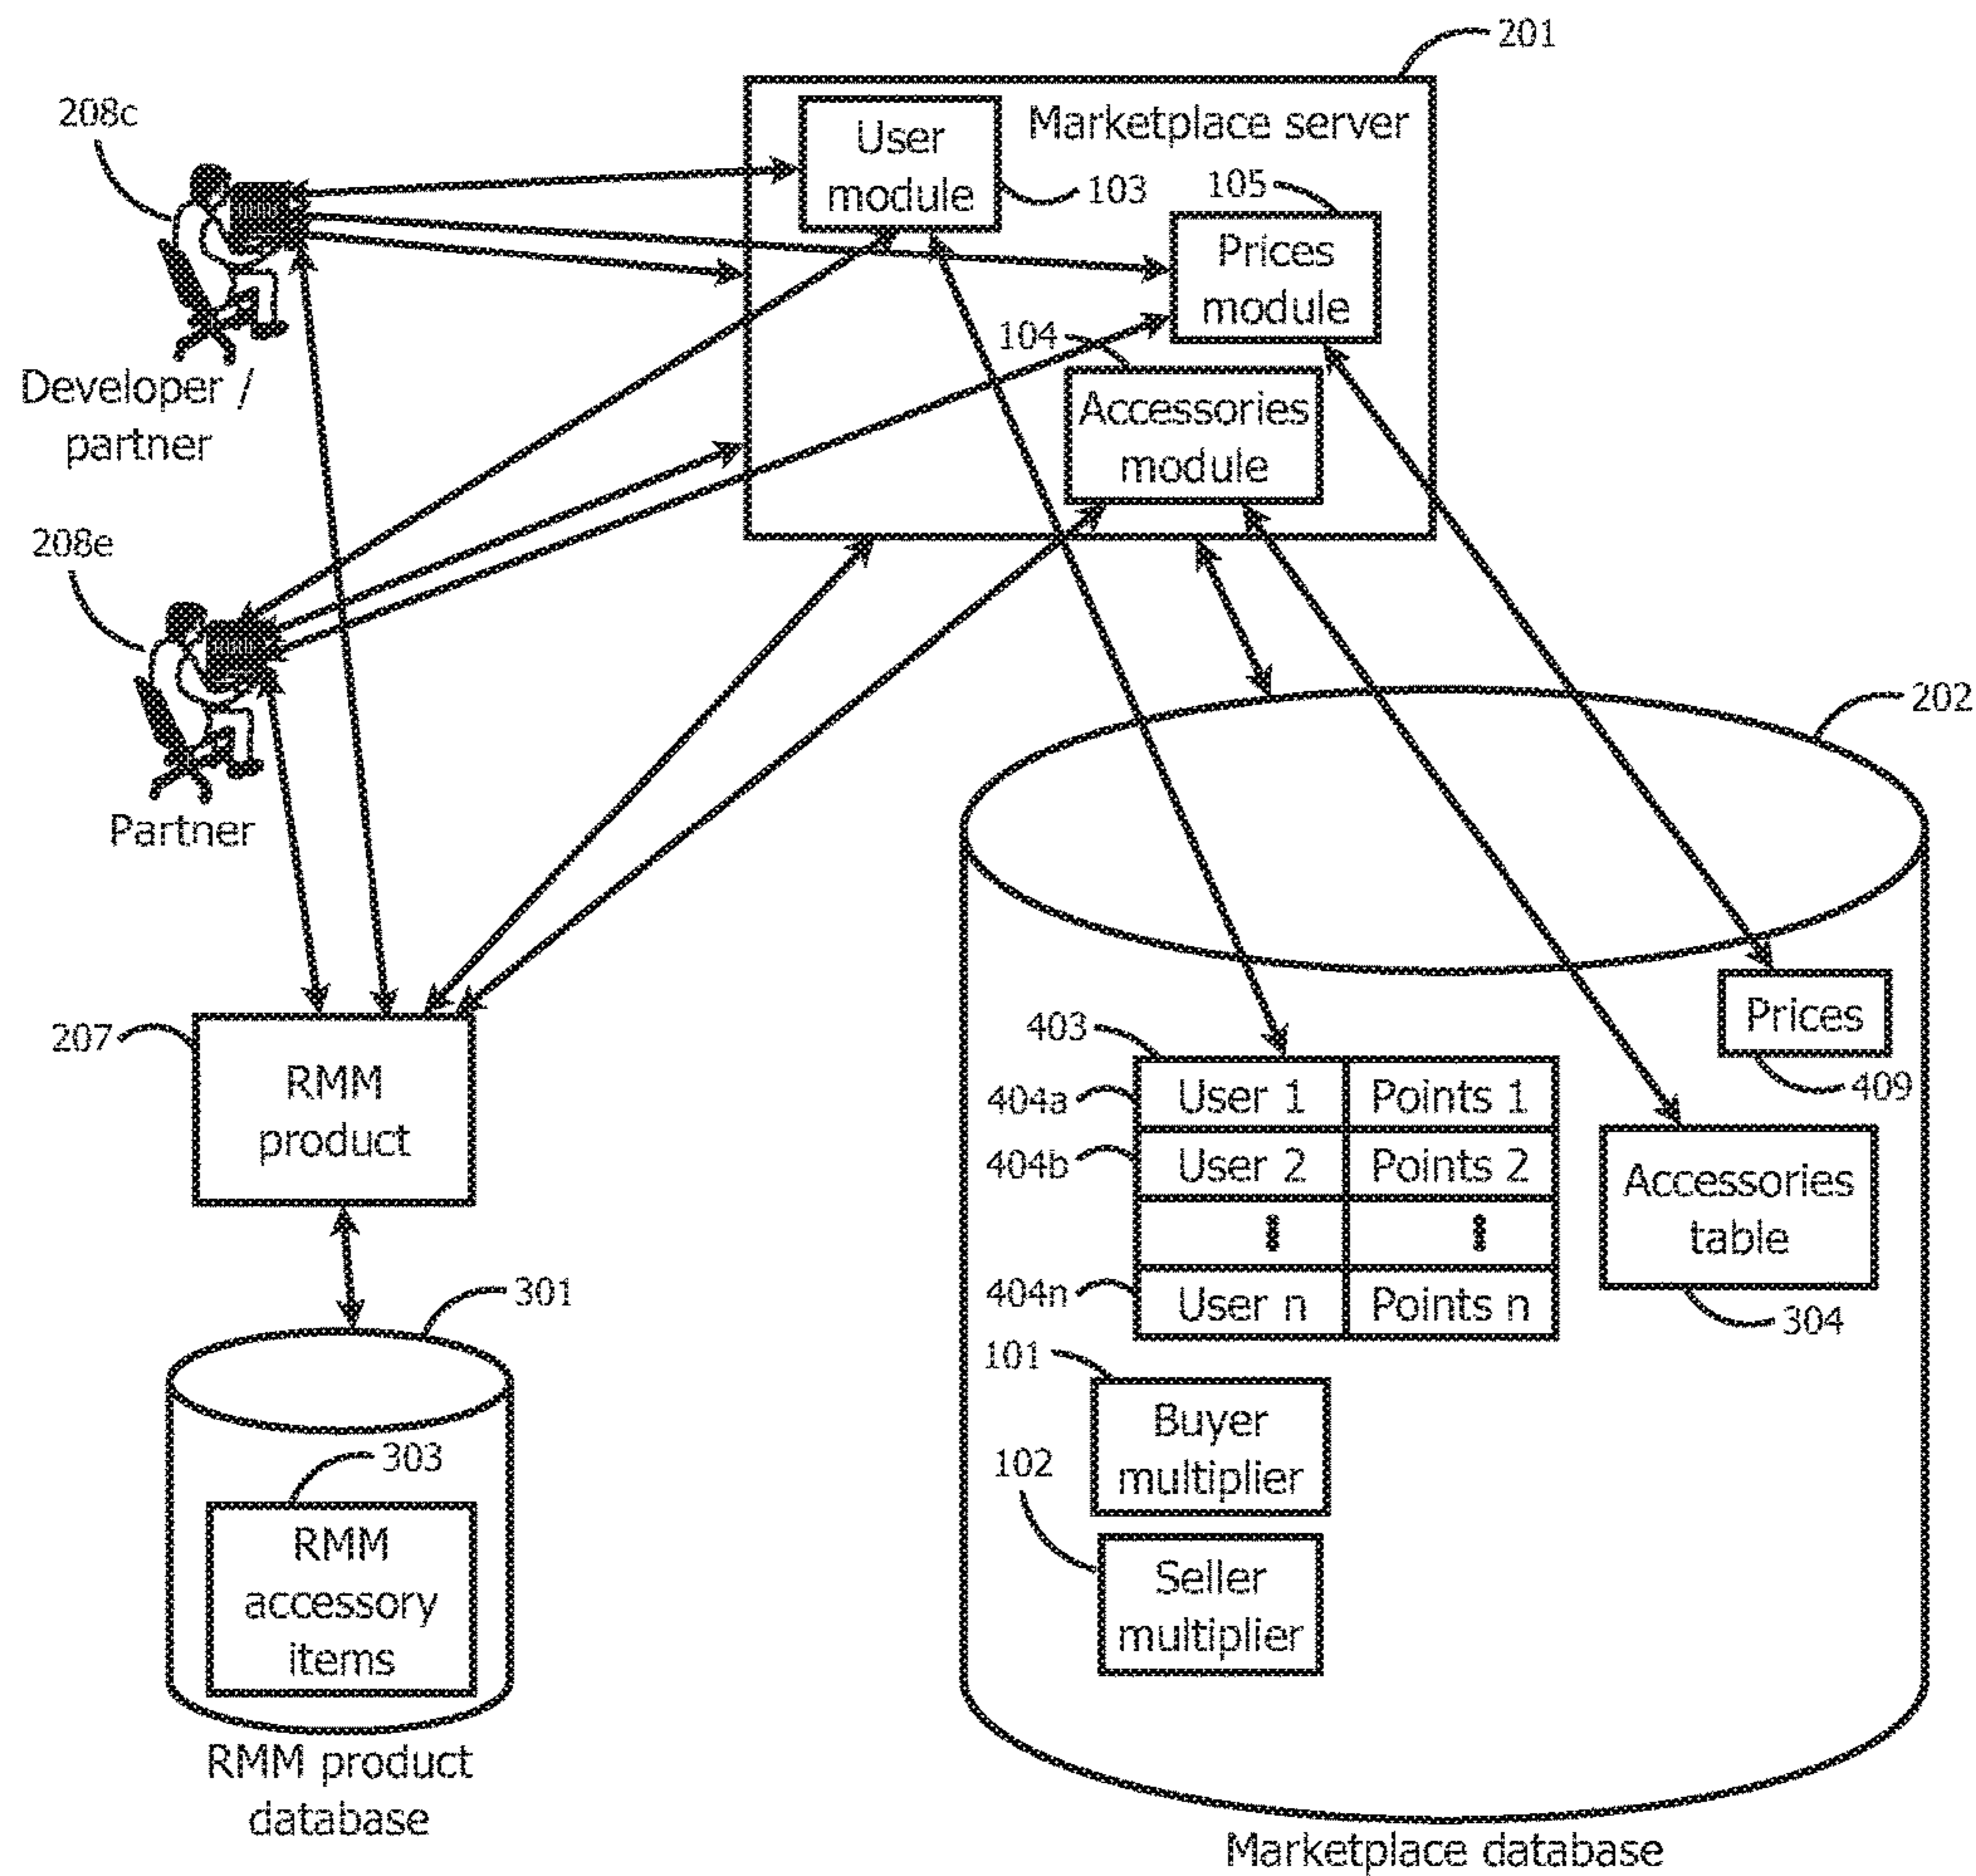 201
208c
User
module
Marketplace server
103
105
Prices
module
104
Accessories
module
Developer /
partner
208e
Partner
202
207
RMM
product
Prices
409
403
404a
User 1
Points 1
404b
User 2
Points 2
404n
User n
Points n
Accessories
table
304
301
303
RMM
accessory
items
RMM product
database
101
Buyer
multiplier
102
Seller
multiplier
Marketplace database